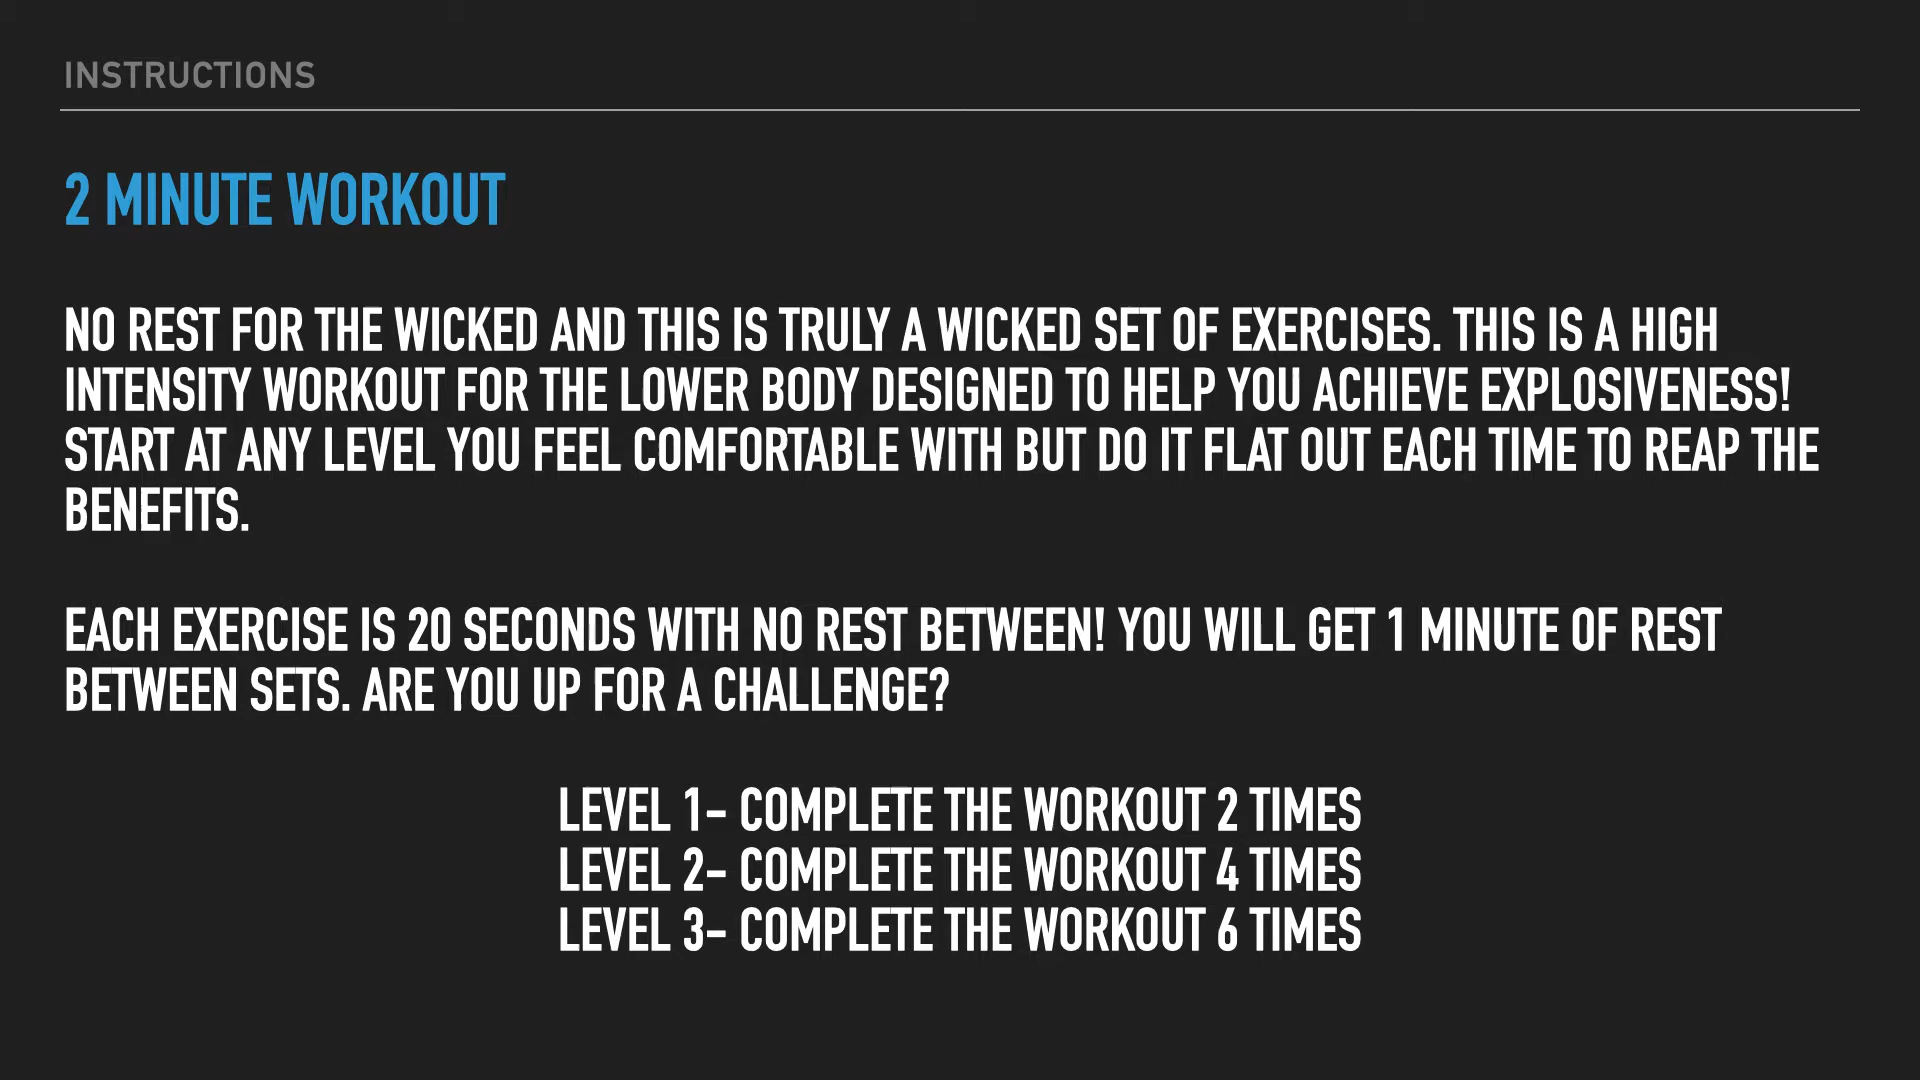 INSTRUCTIONS
2 MINUTE WORKOUT
NO REST FOR THE WICKED AND THIS IS TRULY A WICKED SET OF EXERCISES. THIS IS A HIGH
INTENSITY WORKOUT FOR THE LOWER BODY DESIGNED TO HELP YOU ACHIEVE EXPLOSIVENESS!
START AT ANY LEVEL YOU FEEL COMFORTABLE WITH BUT DO IT FLAT OUT EACH TIME TO REAP THE
BENEFITS.
EACH EXERCISE IS 20 SECONDS WITH NO REST BETWEEN! YOU WILL GET 1 MINUTE OF REST
BETWEEN SETS. ARE YOU UP FOR A CHALLENGE?
LEVEL 1- COMPLETE THE WORKOUT 2 TIMES
LEVEL 2- COMPLETE THE WORKOUT 4 TIMES
LEVEL 3- COMPLETE THE WORKOUT 6 TIMES